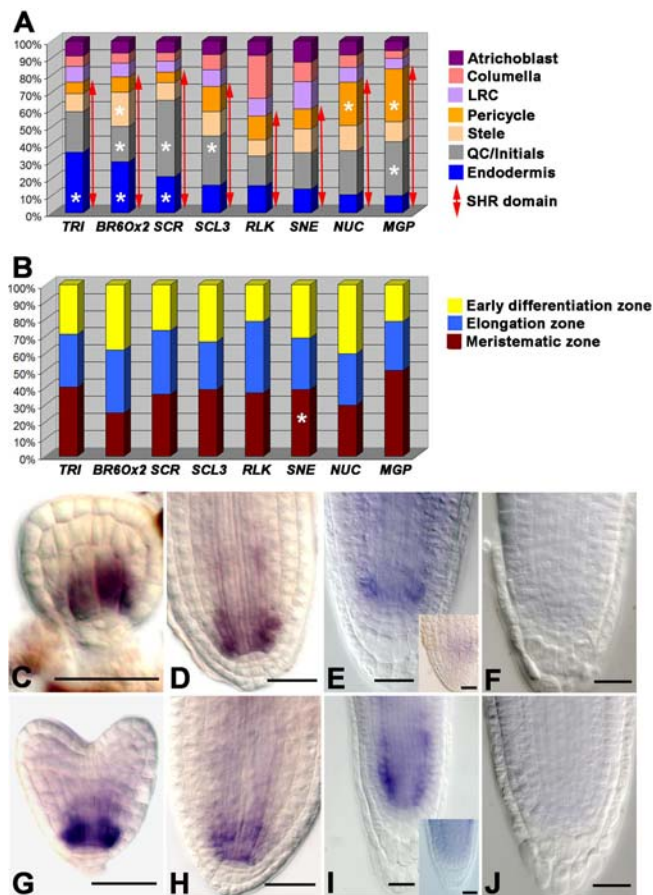 A
100%
90%
80%
70%
60%
50%
40%
30%
20%
10%
0%
TRI BR6Ox2 SCR SCL3 RLK SNE NUC MGP
Atrichoblast
Columella
LRC
Pericycle
Stele
QC/Initials
Endodermis
SHR domain
B
100%
90%
80%
70%
60%
50%
40%
30%
20%
10%
0%
TRI BR6Ox2 SCR SCL3 RLK SNE NUC MGP
Early differentiation zone
Elongation zone
Meristematic zone
C D E F
G H I J